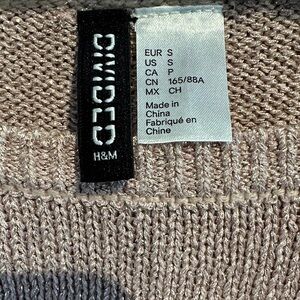 DIVIDED
H&M
EUR S
US S
CA P
CN 165/88A
MX CH
Made in
China
Fabriqué en
Chine